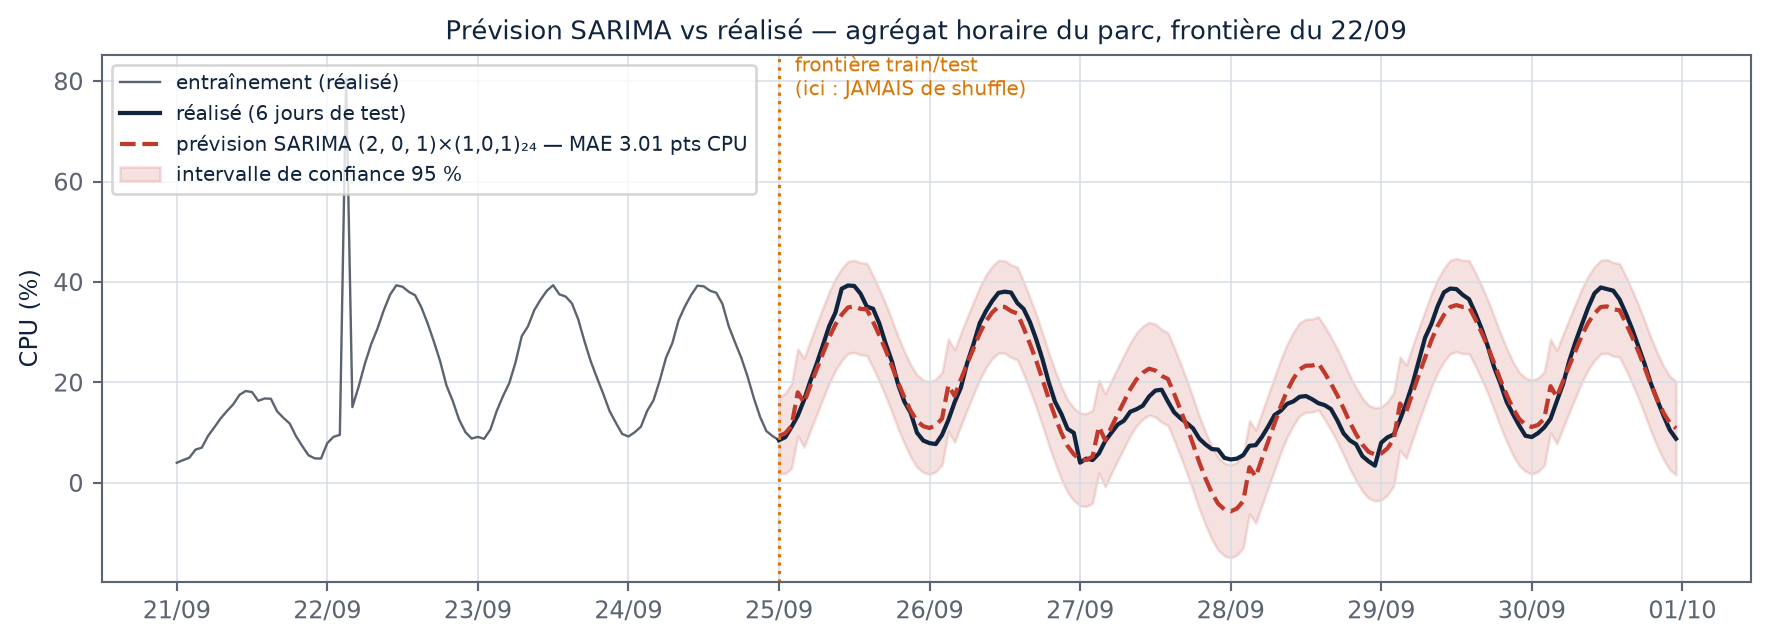 Prévision SARIMA vs réalisé — agrégat horaire du parc, frontière du 22/09
frontière train/test
(ici : JAMAIS de shuffle)
entraînement (réalisé)
réalisé (6 jours de test)
prévision SARIMA (2, 0, 1)×(1,0,1)₂₄ — MAE 3.01 pts CPU
intervalle de confiance 95 %
CPU (%)
80
60
40
20
0
21/09 22/09 23/09 24/09 25/09 26/09 27/09 28/09 29/09 30/09 01/10